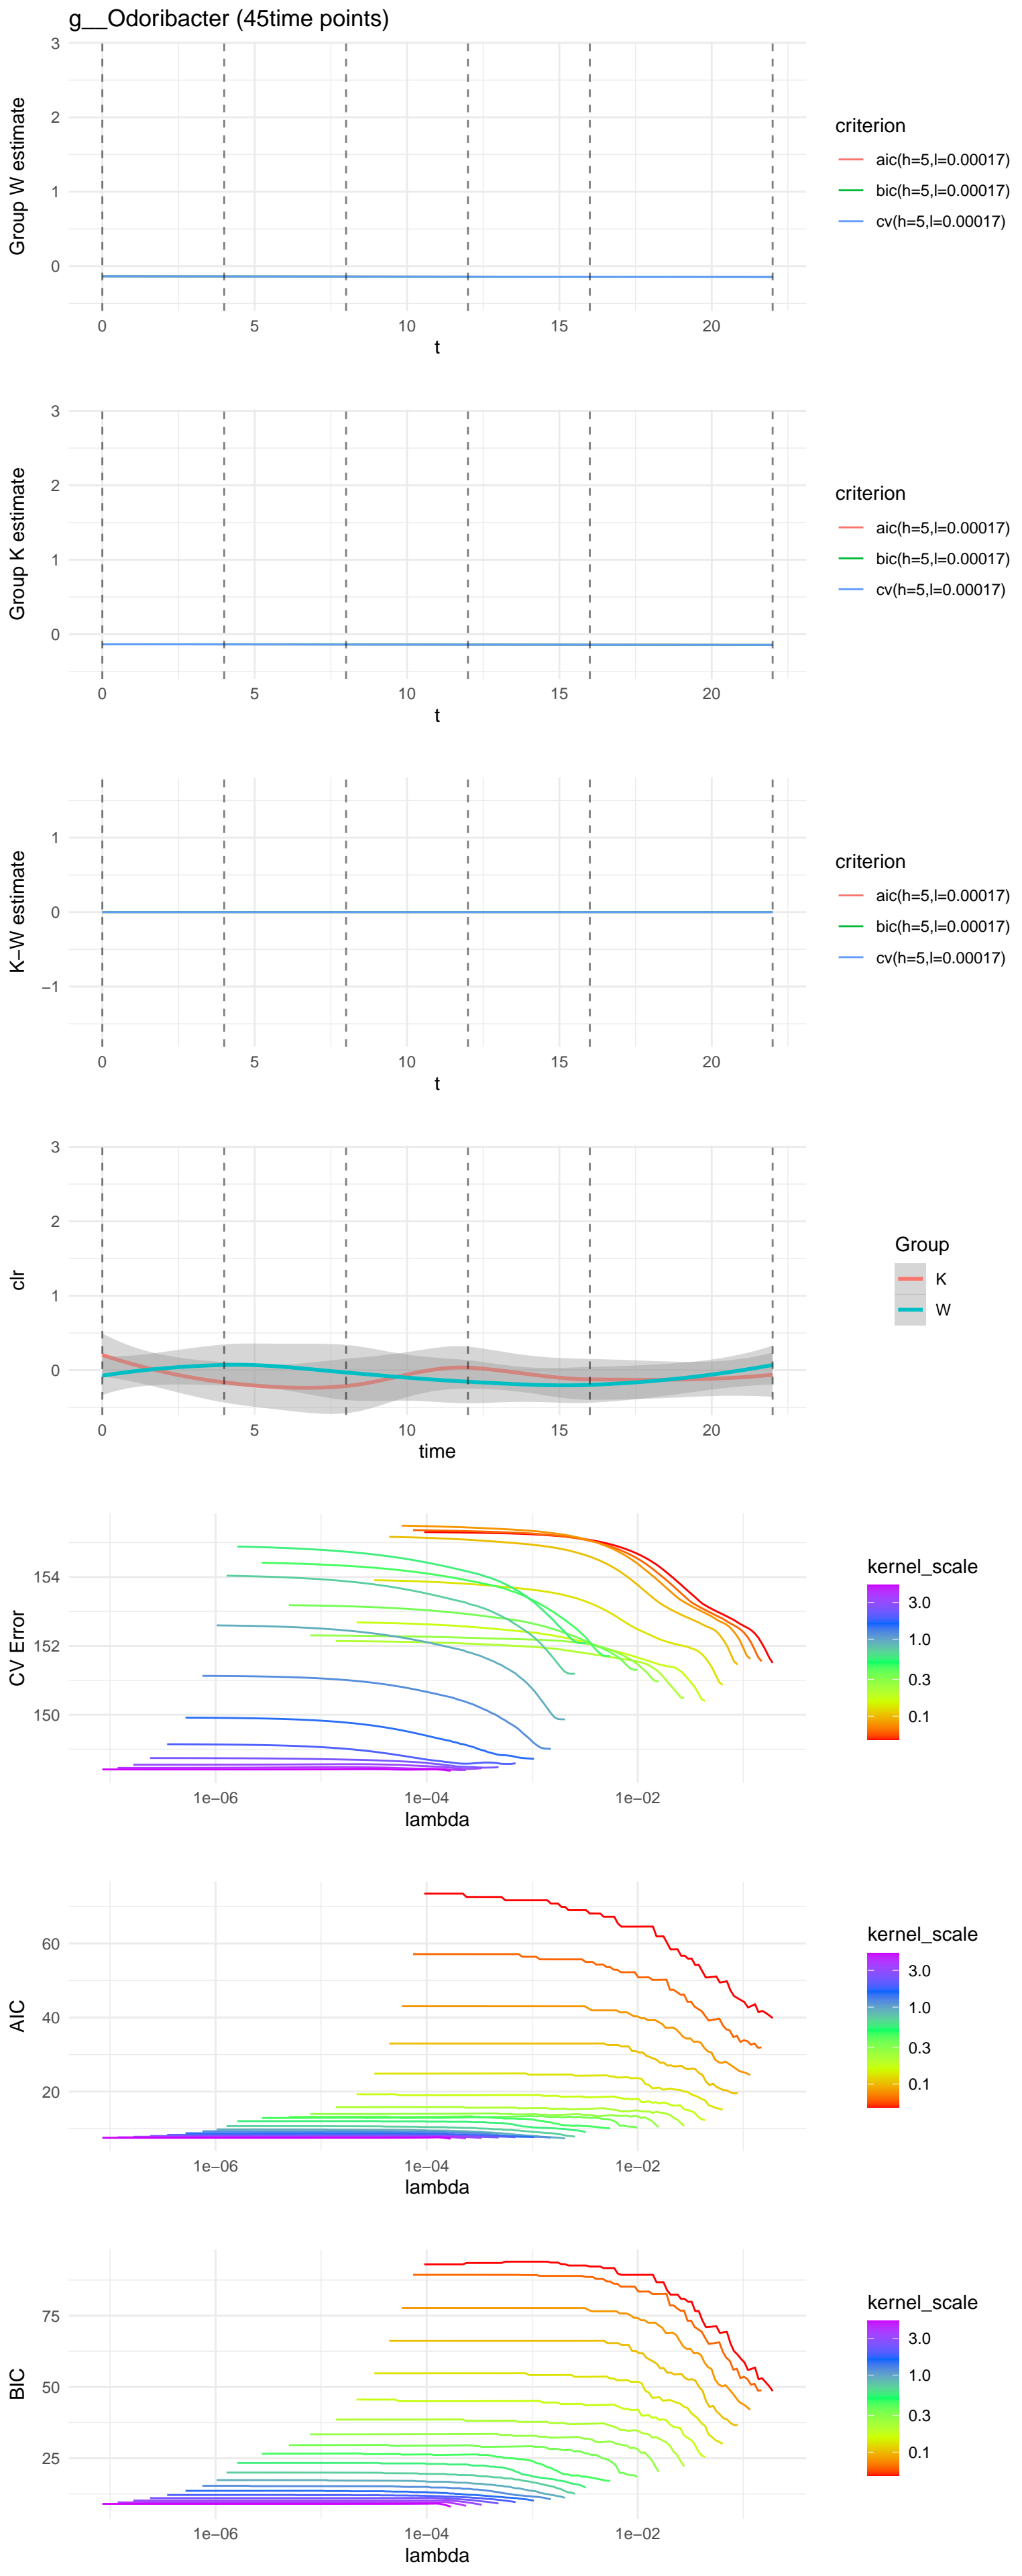 g__Odoribacter (45time points)
3
2
1
0
Group W estimate
0 5 10 15 20
t
criterion
aic(h=5,l=0.00017)
bic(h=5,l=0.00017)
cv(h=5,l=0.00017)
3
2
1
0
Group K estimate
0 5 10 15 20
t
criterion
aic(h=5,l=0.00017)
bic(h=5,l=0.00017)
cv(h=5,l=0.00017)
1
0
−1
K−W estimate
0 5 10 15 20
t
criterion
aic(h=5,l=0.00017)
bic(h=5,l=0.00017)
cv(h=5,l=0.00017)
3
2
1
0
clr
0 5 10 15 20
time
Group
K
W
154
152
150
CV Error
1e−06 1e−04 1e−02
lambda
kernel_scale
3.0
1.0
0.3
0.1
60
40
20
AIC
1e−06 1e−04 1e−02
lambda
kernel_scale
3.0
1.0
0.3
0.1
75
50
25
BIC
1e−06 1e−04 1e−02
lambda
kernel_scale
3.0
1.0
0.3
0.1